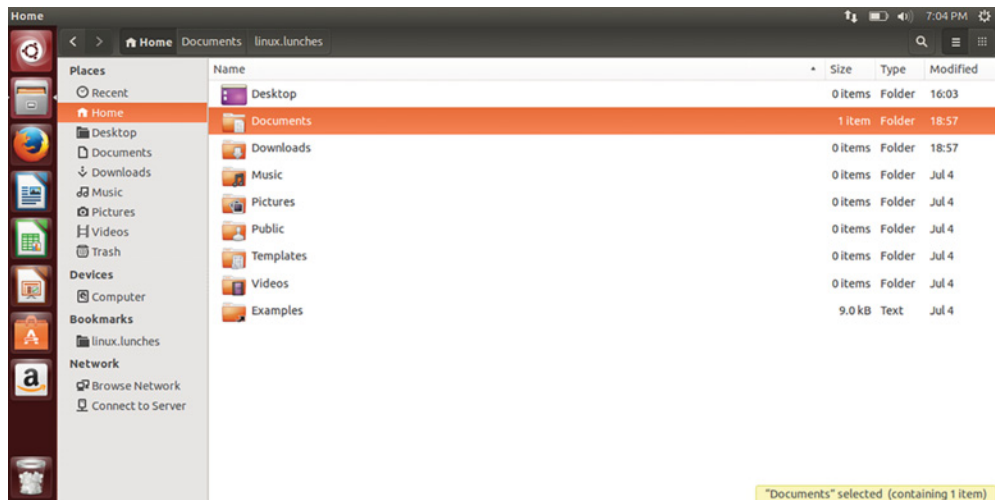 Home 7:04 PM
Home Documents linux.lunches
Places
Recent
Home
Desktop
Documents
Downloads
Music
Pictures
Videos
Trash
Devices
Computer
Bookmarks
linux.lunches
Network
Browse Network
Connect to Server
Name Size Type Modified
Desktop 0 items Folder 16:03
Documents 1 item Folder 18:57
Downloads 0 items Folder 18:57
Music 0 items Folder Jul 4
Pictures 0 items Folder Jul 4
Public 0 items Folder Jul 4
Templates 0 items Folder Jul 4
Videos 0 items Folder Jul 4
Examples 9.0 kB Text Jul 4
a
"Documents" selected (containing 1 item)